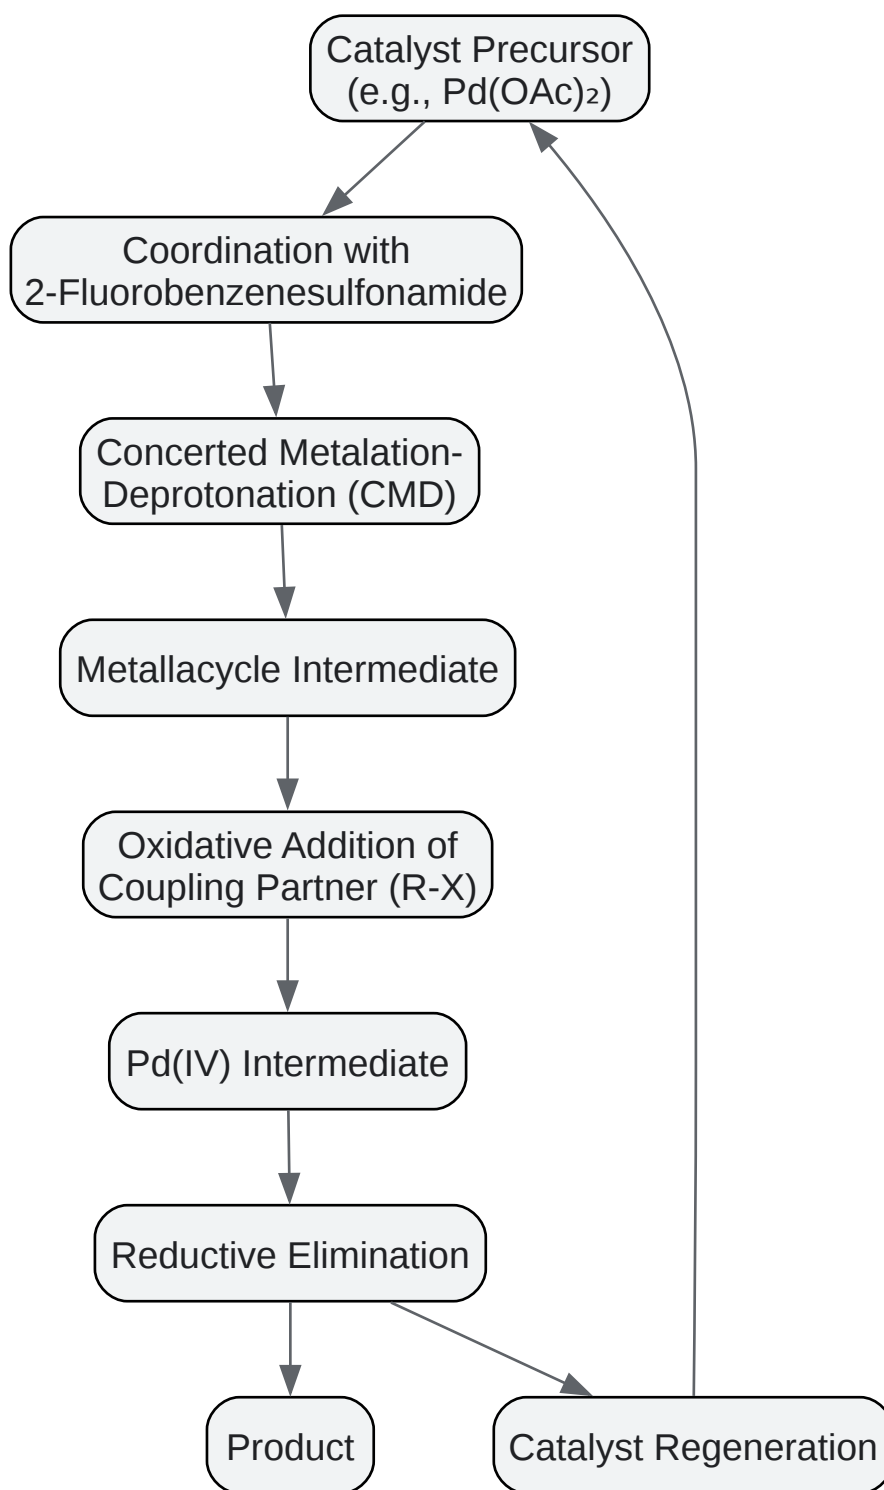 Catalyst Precursor
(e.g., Pd(OAc)₂)
Coordination with
2-Fluorobenzenesulfonamide
Concerted Metalation-
Deprotonation (CMD)
Metallacycle Intermediate
Oxidative Addition of
Coupling Partner (R-X)
Pd(IV) Intermediate
Reductive Elimination
Product
Catalyst Regeneration